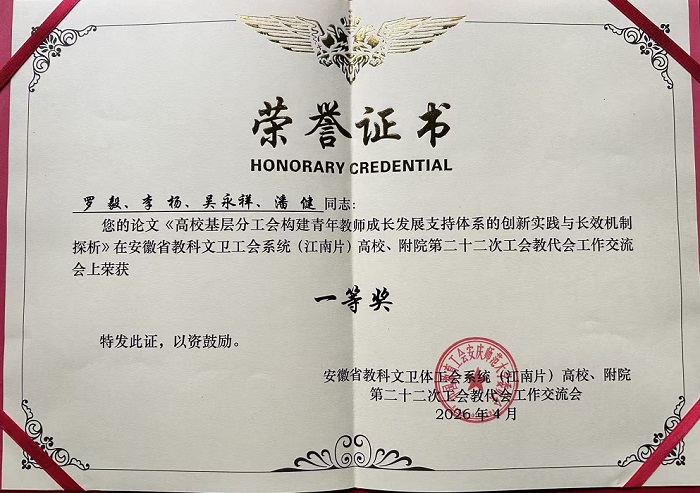 荣誉证书
HONORARY CREDENTIAL
罗毅、李杨、吴永祥、潘健同志：
您的论文《高校基层分工会构建青年教师成长发展支持体系的创新实践与长效机制
探析》在安徽省教科文卫工会系统（江南片）高校、附院第二十二次工会教代会工作交流
会上荣获
一等奖
特发此证，以资鼓励。
安徽省教科文卫体工会系统（江南片）高校、附院
第二十二次工会教代会工作交流会
2026年4月